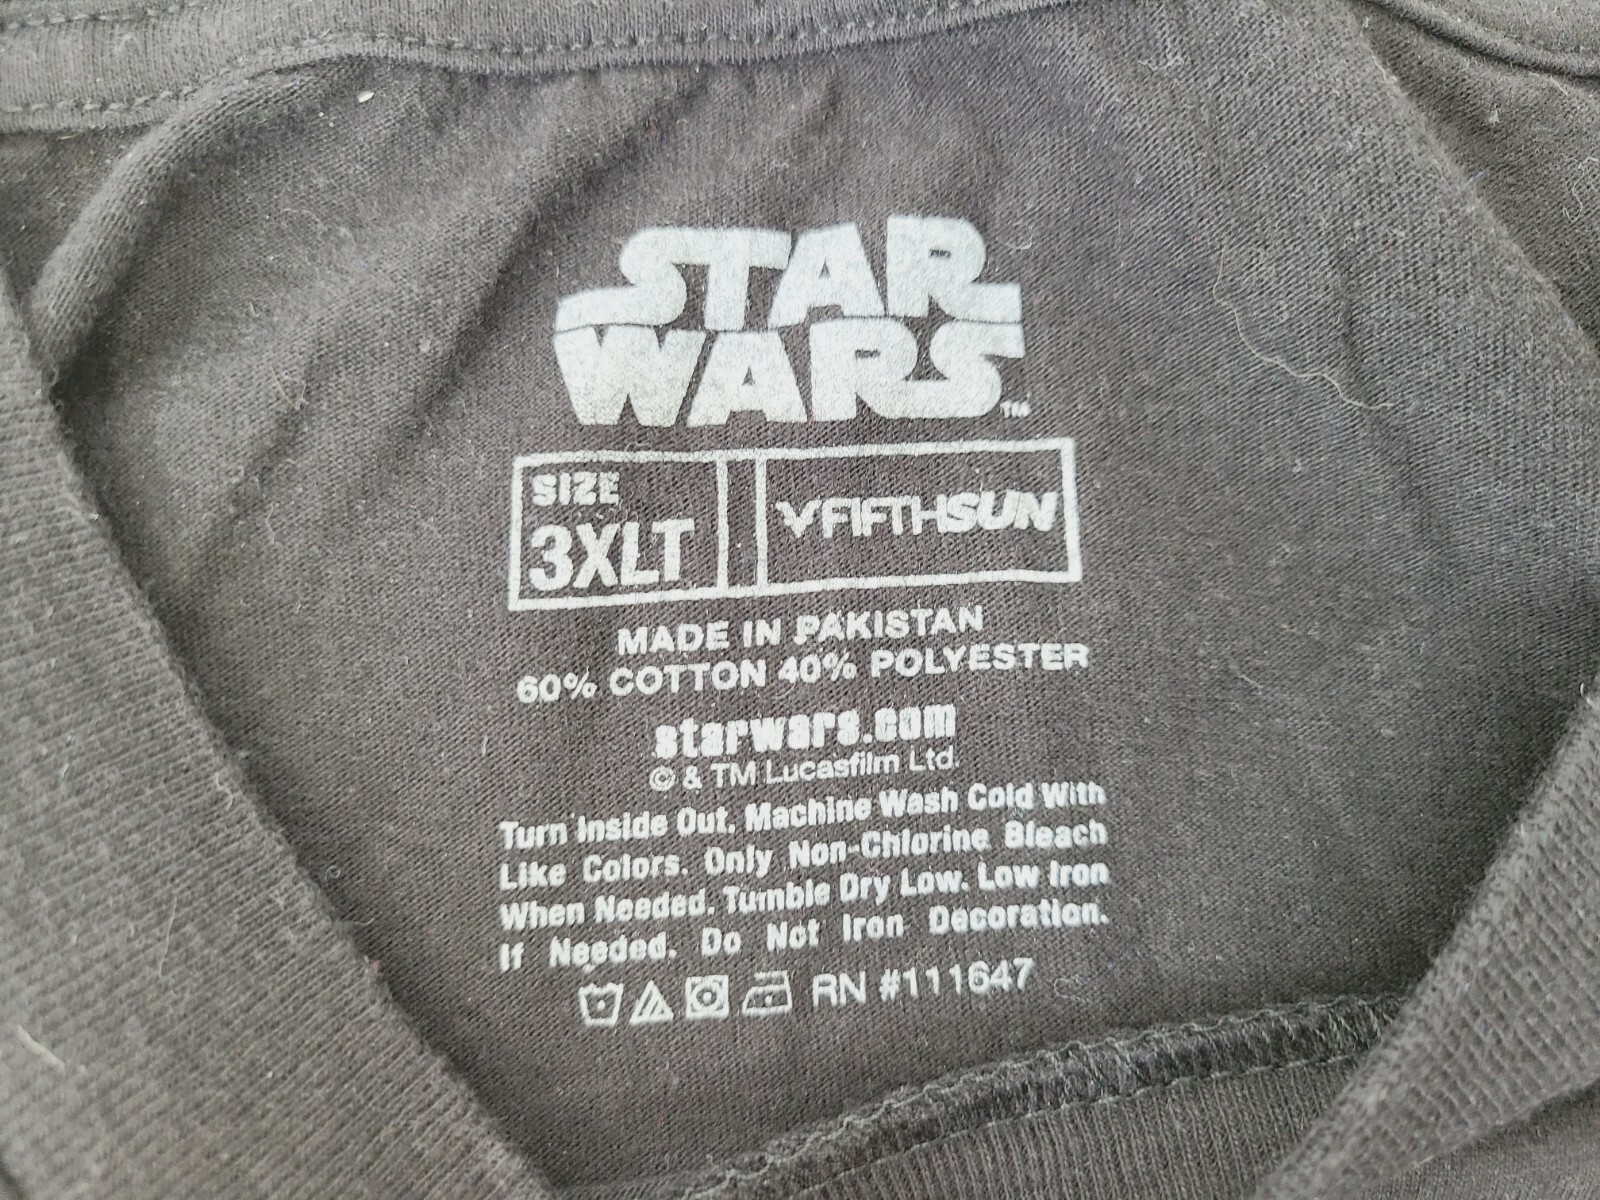 STAR
WARS™
SIZE
3XLT
FIFTHSUN
MADE IN PAKISTAN
60% COTTON 40% POLYESTER
starwars.com
© & TM Lucasfilm Ltd.
Turn Inside Out. Machine Wash Cold With
Like Colors. Only Non-Chlorine Bleach
When Needed. Tumble Dry Low. Low Iron
If Needed. Do Not Iron Decoration.
RN #111647